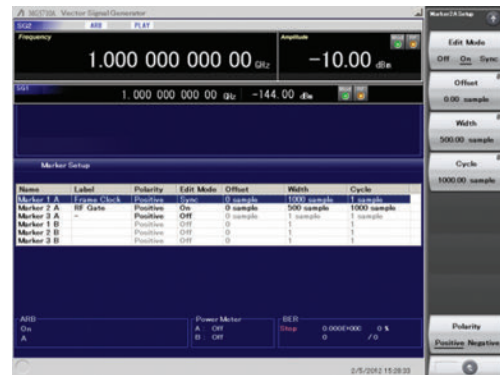 MG3710A Vector Signal Generator
SG2 ARB PLAY
Frequency
1.000 000 000 00 GHz
Amplitude
-10.00 dBm
SG1
1.000 000 000 00 GHz -144.00 dBm
Marker Setup
Name Label Polarity Edit Mode Offset Width Cycle
Marker 1 A Frame Clock Positive Sync 0 sample 1000 sample 1 sample
Marker 2 A RF Gate Positive On 0 sample 500 sample 1000 sample
Marker 3 A - Positive Off 0 sample 1 sample 1 sample
Marker 1 B Positive Off 0 1 1
Marker 2 B Positive Off 0 1 1
Marker 3 B Positive Off 0 1 1
ARB
On
A
Power Meter
A : Off
B : Off
BER
Stop 0.000E+000 0 %
0 / 0
2/5/2012 15:28:33
Marker2A Setup
Edit Mode
Off On Sync
Offset
0.00 sample
Width
500.00 sample
Cycle
1000.00 sample
Polarity
Positive Negative